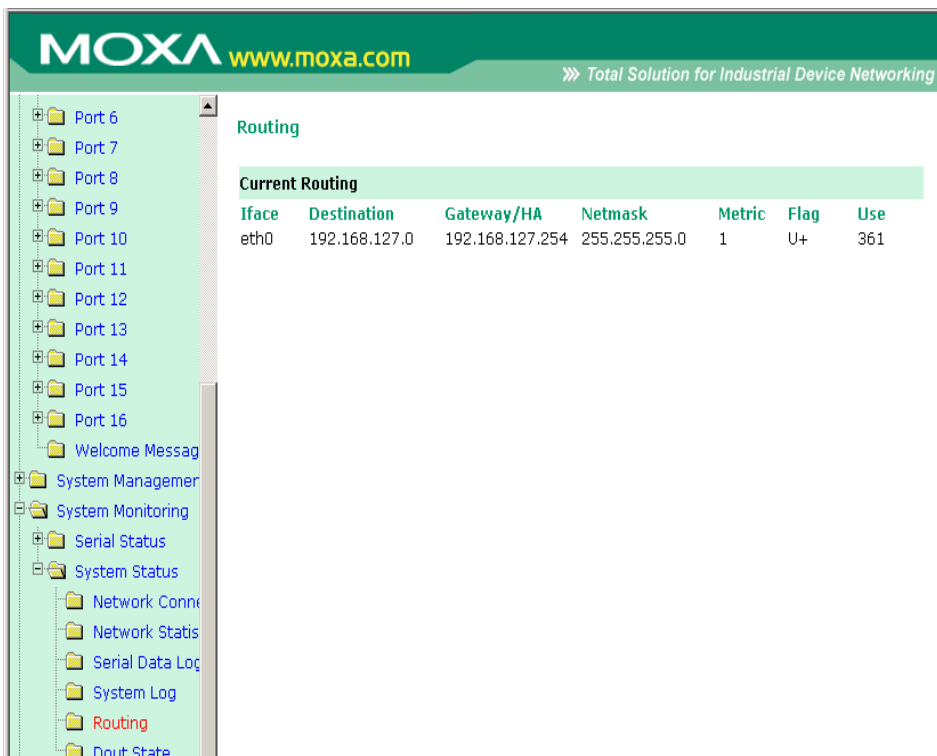 MOXA www.moxa.com
Total Solution for Industrial Device Networking
Port 6
Port 7
Port 8
Port 9
Port 10
Port 11
Port 12
Port 13
Port 14
Port 15
Port 16
Welcome Messag
System Managemer
System Monitoring
Serial Status
System Status
Network Conne
Network Statis
Serial Data Log
System Log
Routing
Dout State
Routing
Current Routing
Iface Destination Gateway/HA Netmask Metric Flag Use
eth0 192.168.127.0 192.168.127.254 255.255.255.0 1 U+ 361